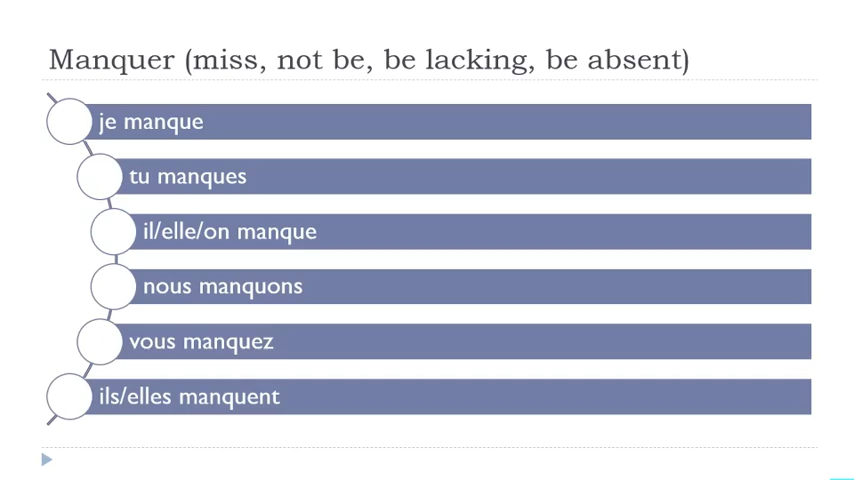 Manquer (miss, not be, be lacking, be absent)
je manque
tu manques
il/elle/on manque
nous manquons
vous manquez
ils/elles manquent